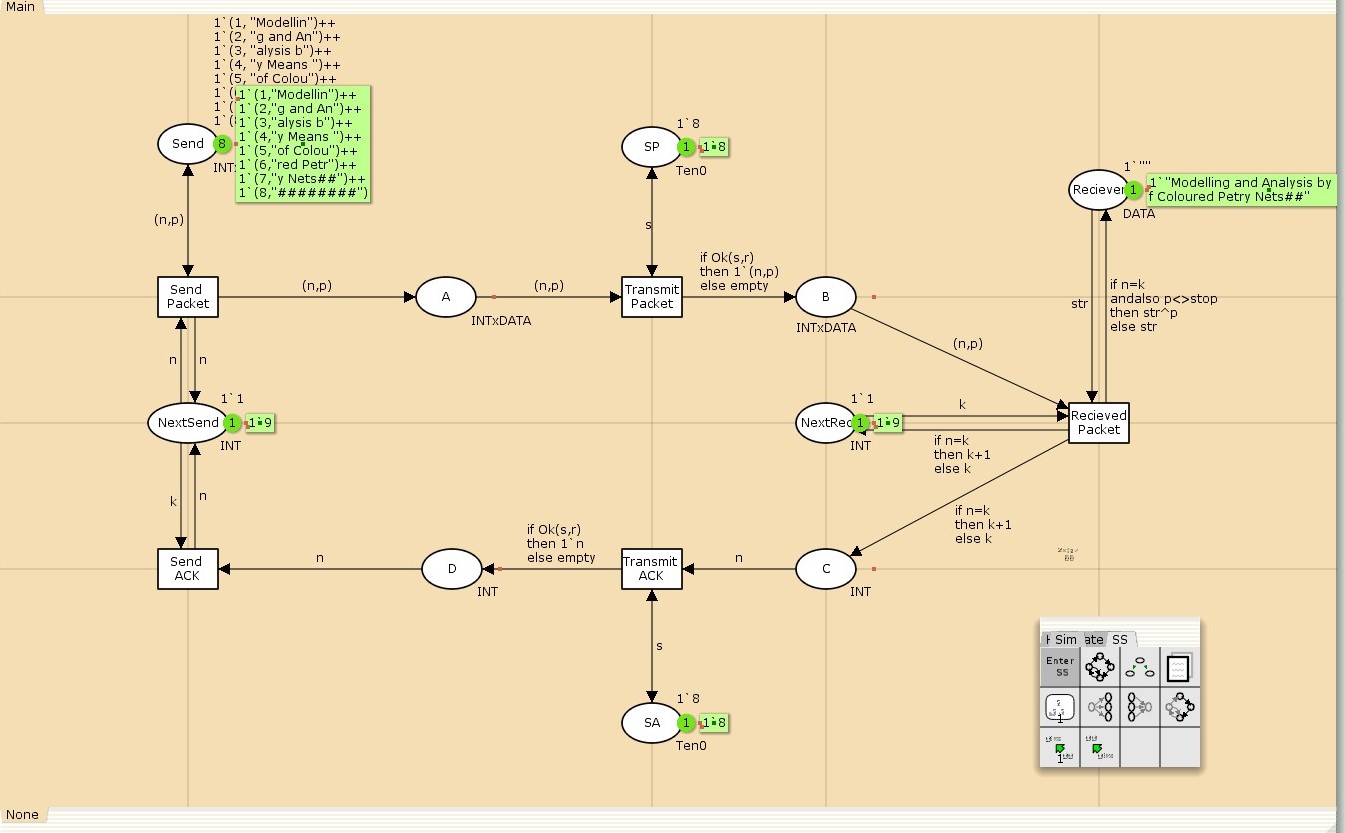 Main
1`(1, "Modellin")++
1`(2, "g and An")++
1`(3, "alysis b")++
1`(4, "y Means ")++
1`(5, "of Colou")++
1`(
1`(
1`(
1`(1,"Modellin")++
1`(2,"g and An")++
1`(3,"alysis b")++
1`(4,"y Means ")++
1`(5,"of Colou")++
1`(6,"red Petr")++
1`(7,"y Nets##")++
1`(8,"########")
Send
8
INTx
1`8
SP
1
1`8
Ten0
1`""
Reciever
1
1`"Modelling and Analysis by
f Coloured Petry Nets##"
DATA
(n,p)
s
Send
Packet
(n,p)
A
INTxDATA
(n,p)
Transmit
Packet
if Ok(s,r)
then 1`(n,p)
else empty
B
INTxDATA
str
if n=k
andalso p<>stop
then str^p
else str
(n,p)
n
n
1`1
NextSend
1
1`9
INT
1`1
NextRec
1
1`9
INT
k
if n=k
then k+1
else k
Recieved
Packet
k
n
if n=k
then k+1
else k
Send
ACK
n
D
INT
if Ok(s,r)
then 1`n
else empty
Transmit
ACK
n
C
INT
s
1`8
SA
1
1`8
Ten0
Sim
ate
SS
Enter
SS
1
1
None